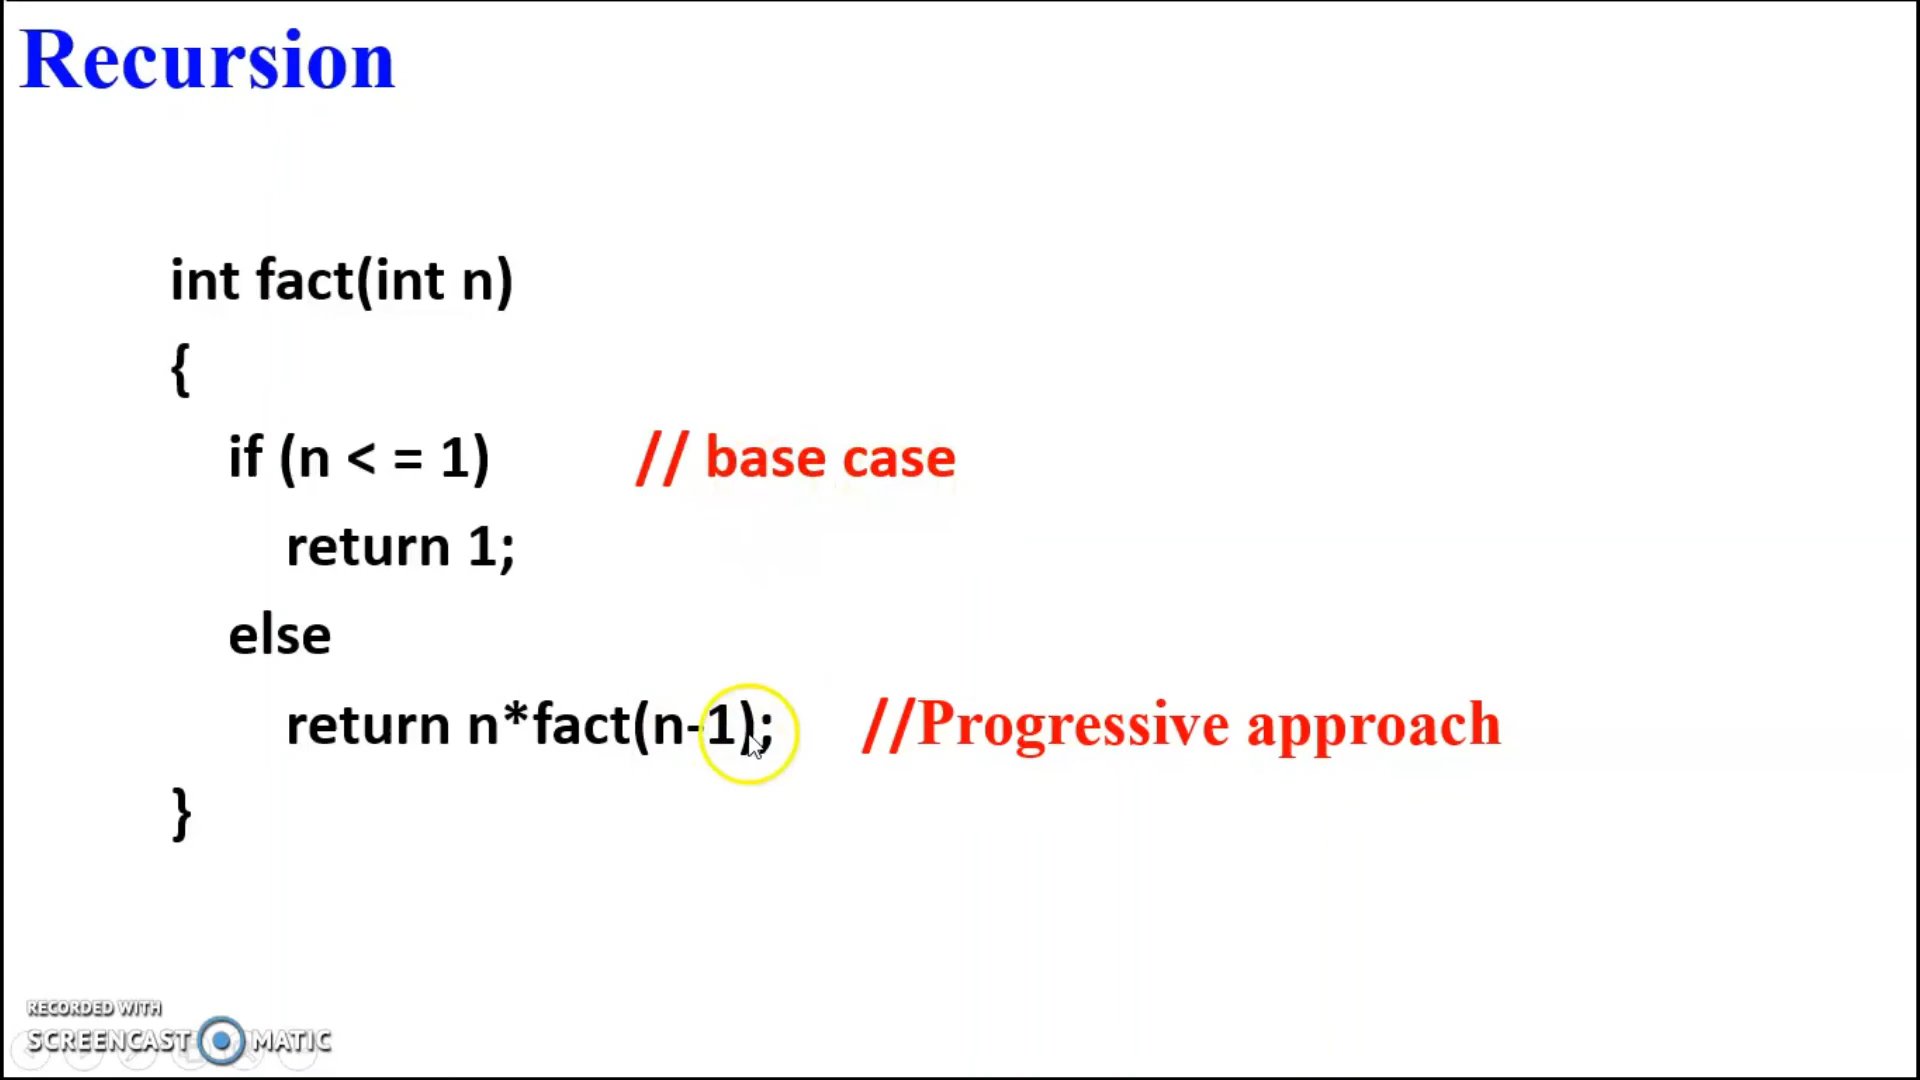 Recursion
int fact(int n)
{
if (n < = 1) // base case
return 1;
else
return n*fact(n-1); //Progressive approach
}
RECORDED WITH
SCREENCAST MATIC